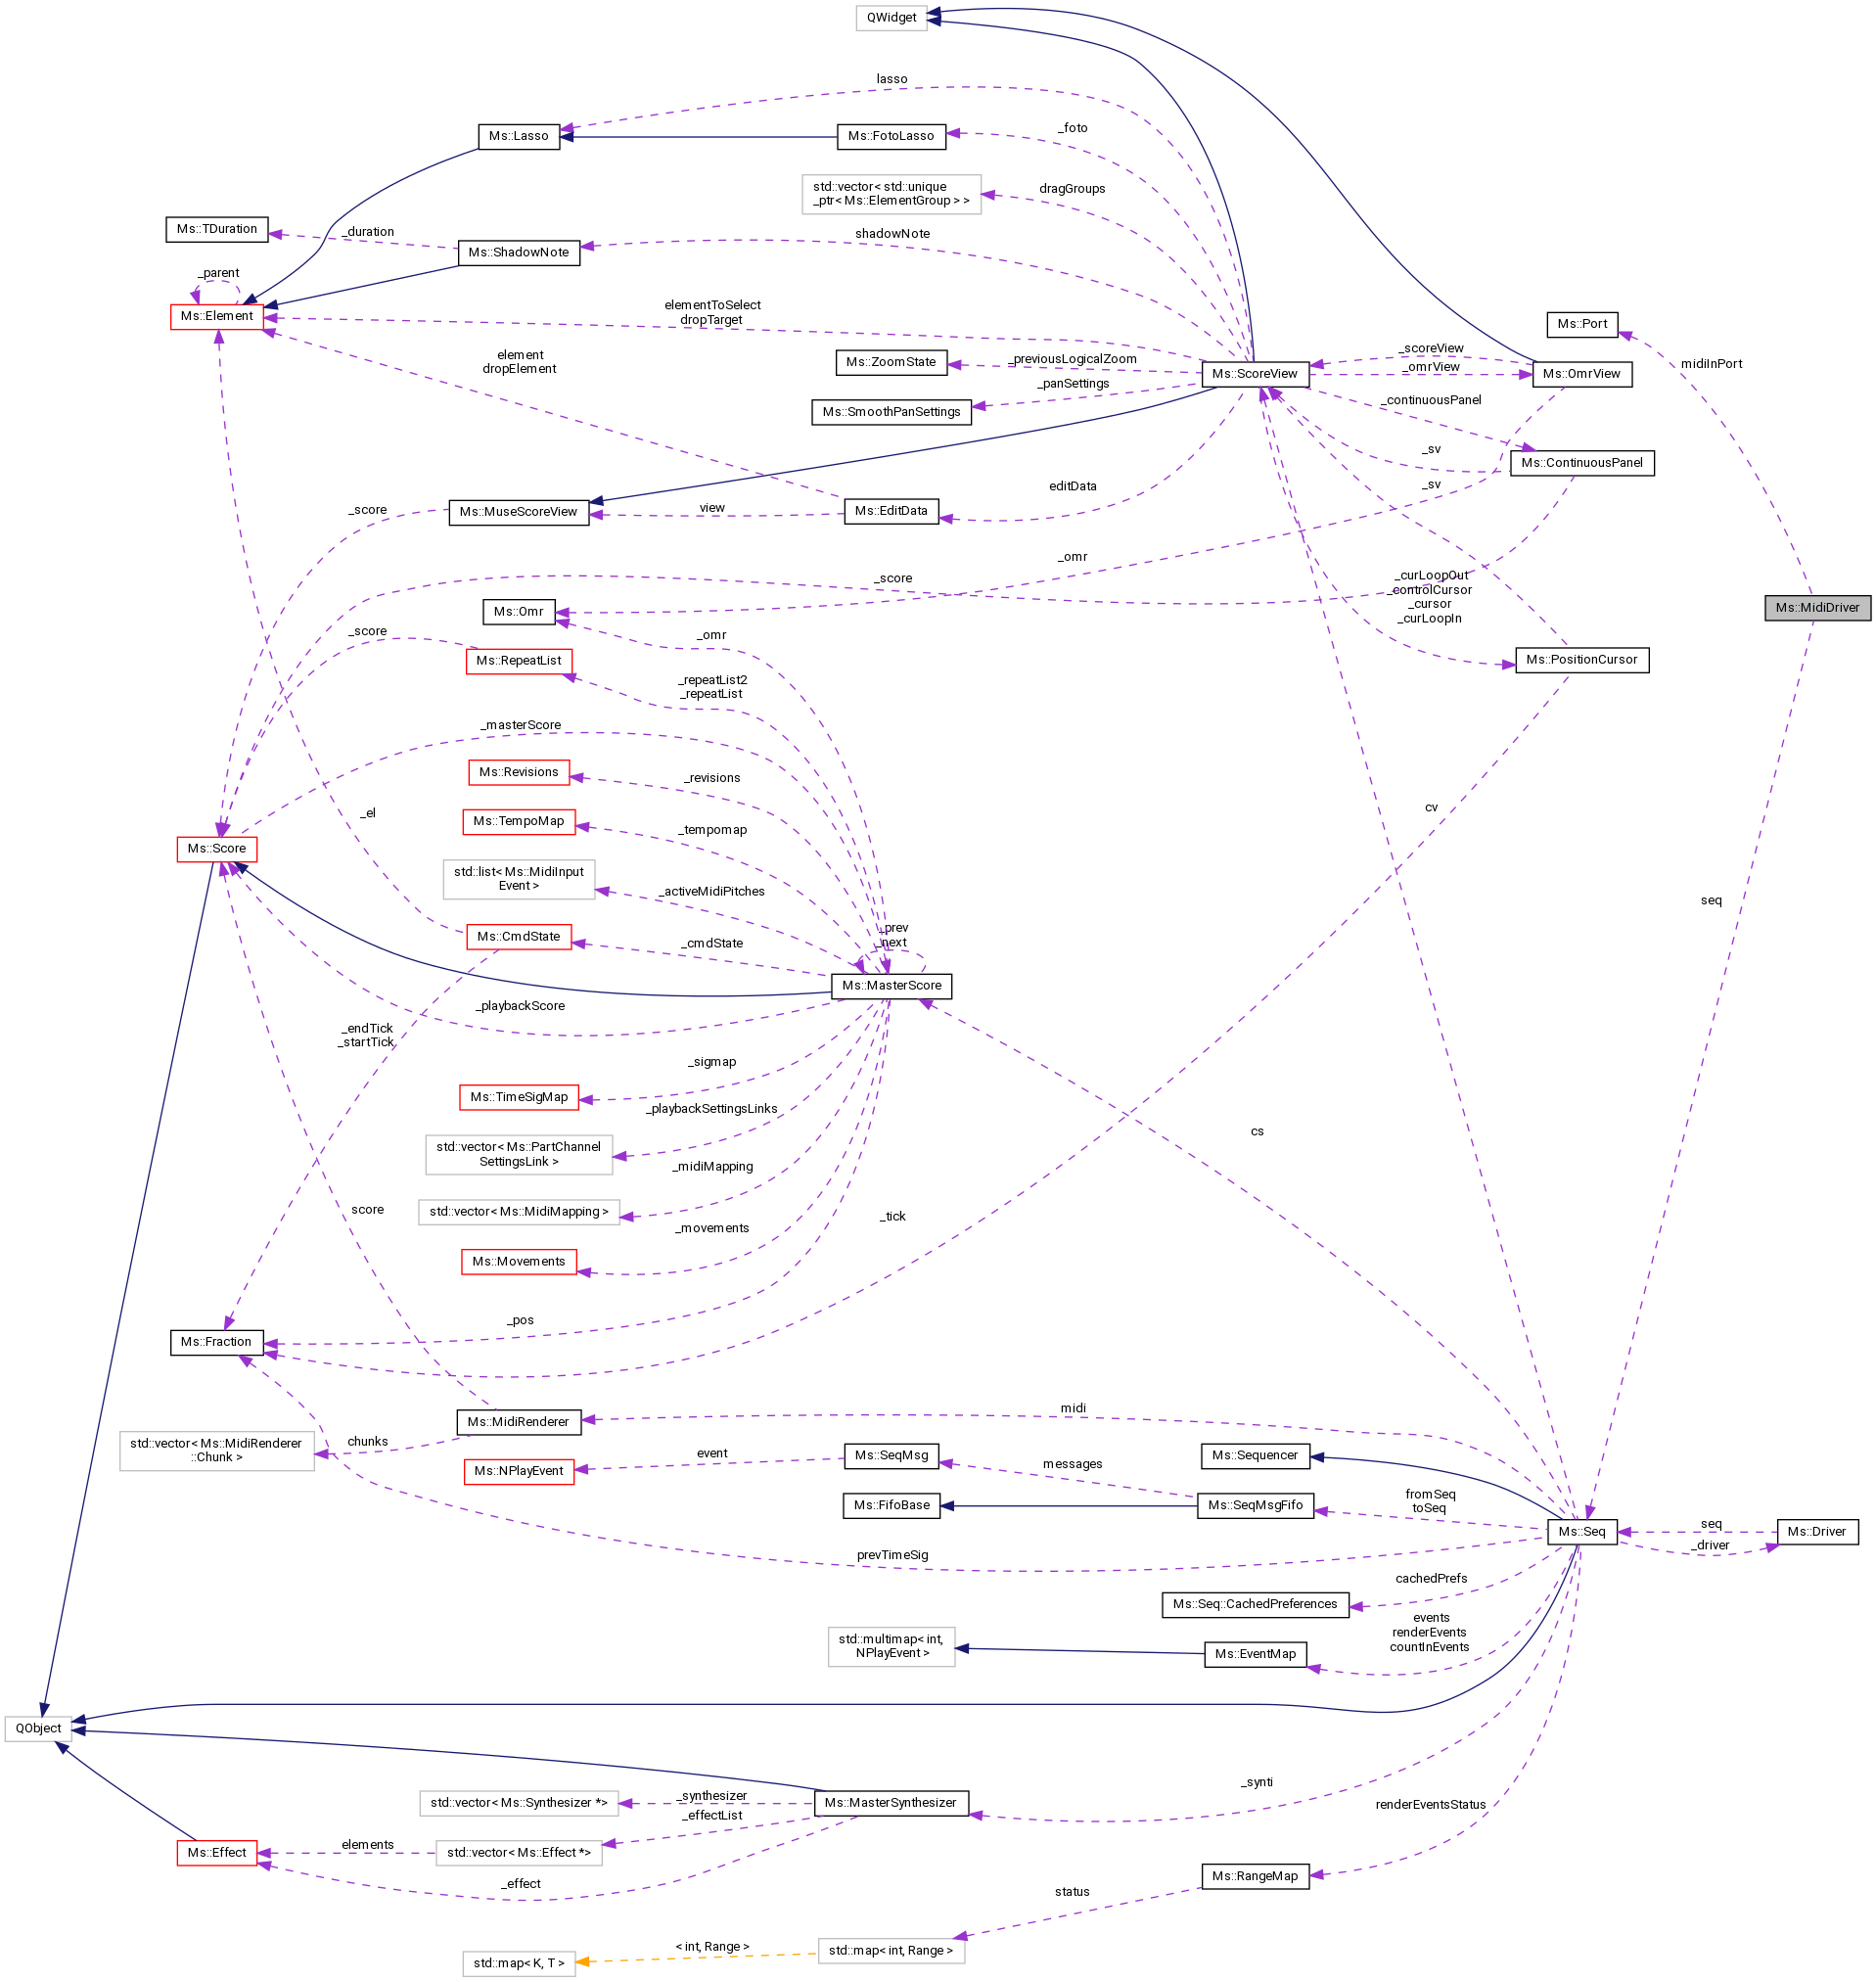 QWidget
lasso
Ms::Lasso
Ms::FotoLasso
_foto
std::vector< std::unique
_ptr< Ms::ElementGroup > >
dragGroups
Ms::TDuration
_duration
Ms::ShadowNote
shadowNote
_parent
Ms::Element
elementToSelect
dropTarget
Ms::Port
element
dropElement
Ms::ZoomState
_previousLogicalZoom
Ms::ScoreView
_scoreView
_omrView
Ms::OmrView
midiInPort
_panSettings
Ms::SmoothPanSettings
_continuousPanel
_sv
Ms::ContinuousPanel
_sv
editData
_score
Ms::MuseScoreView
view
Ms::EditData
_omr
_score
_curLoopOut
_controlCursor
_cursor
_curLoopIn
Ms::MidiDriver
Ms::Omr
_score
_omr
Ms::RepeatList
Ms::PositionCursor
_repeatList2
_repeatList
_masterScore
Ms::Revisions
_revisions
_el
Ms::TempoMap
_tempomap
cv
Ms::Score
std::list< Ms::MidiInput
Event >
_activeMidiPitches
seq
Ms::CmdState
_cmdState
_prev
_next
Ms::MasterScore
_playbackScore
_endTick
_startTick
_sigmap
Ms::TimeSigMap
_playbackSettingsLinks
cs
std::vector< Ms::PartChannel
SettingsLink >
_midiMapping
std::vector< Ms::MidiMapping >
score
_tick
_movements
Ms::Movements
_pos
Ms::Fraction
Ms::MidiRenderer
midi
chunks
std::vector< Ms::MidiRenderer
::Chunk >
event
Ms::SeqMsg
messages
Ms::Sequencer
Ms::NPlayEvent
Ms::FifoBase
Ms::SeqMsgFifo
fromSeq
toSeq
Ms::Seq
seq
_driver
Ms::Driver
prevTimeSig
cachedPrefs
Ms::Seq::CachedPreferences
events
renderEvents
countInEvents
std::multimap< int,
NPlayEvent >
Ms::EventMap
QObject
_synti
std::vector< Ms::Synthesizer *>
_synthesizer
Ms::MasterSynthesizer
_effectList
renderEventsStatus
Ms::Effect
elements
std::vector< Ms::Effect *>
_effect
Ms::RangeMap
status
std::map< K, T >
< int, Range >
std::map< int, Range >